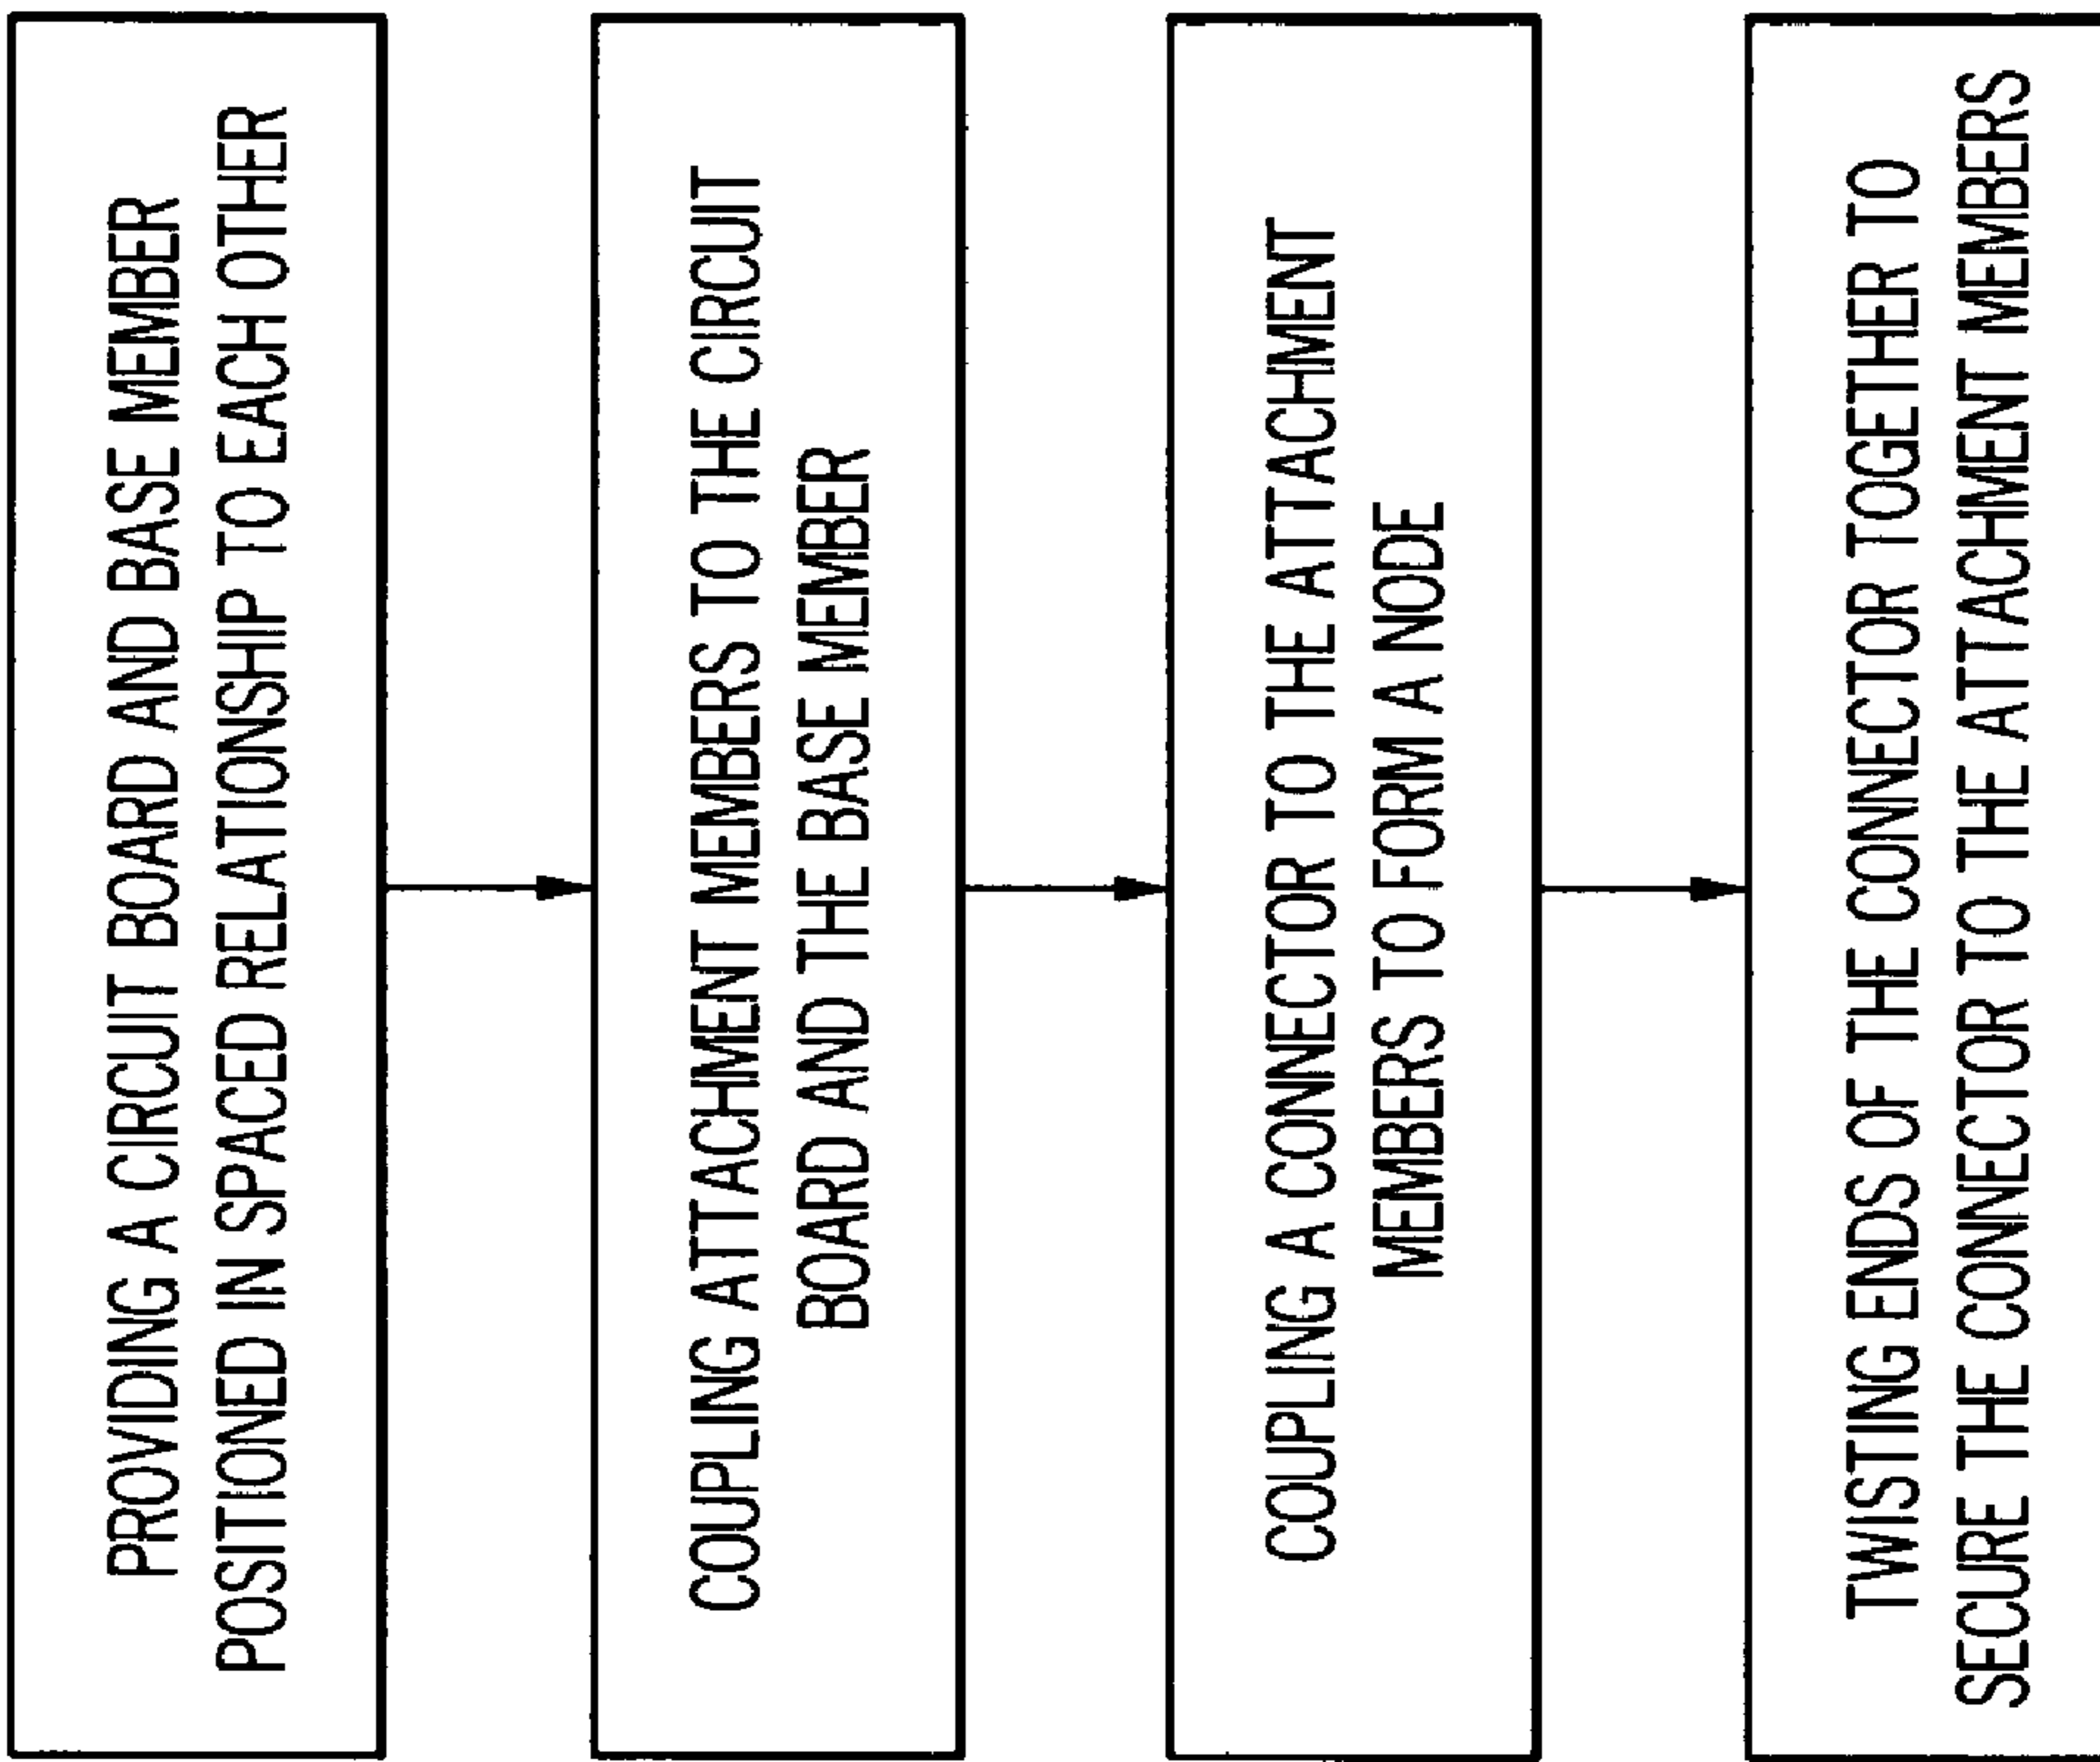 PROVIDING A CIRCUIT BOARD AND BASE MEMBER
POSITIONED IN SPACED RELATIONSHIP TO EACH OTHER
COUPLING ATTACHMENT MEMBERS TO THE CIRCUIT
BOARD AND THE BASE MEMBER
COUPLING A CONNECTOR TO THE ATTACHMENT
MEMBERS TO FORM A NODE
TWISTING ENDS OF THE CONNECTOR TOGETHER TO
SECURE THE CONNECTOR TO THE ATTACHMENT MEMBERS